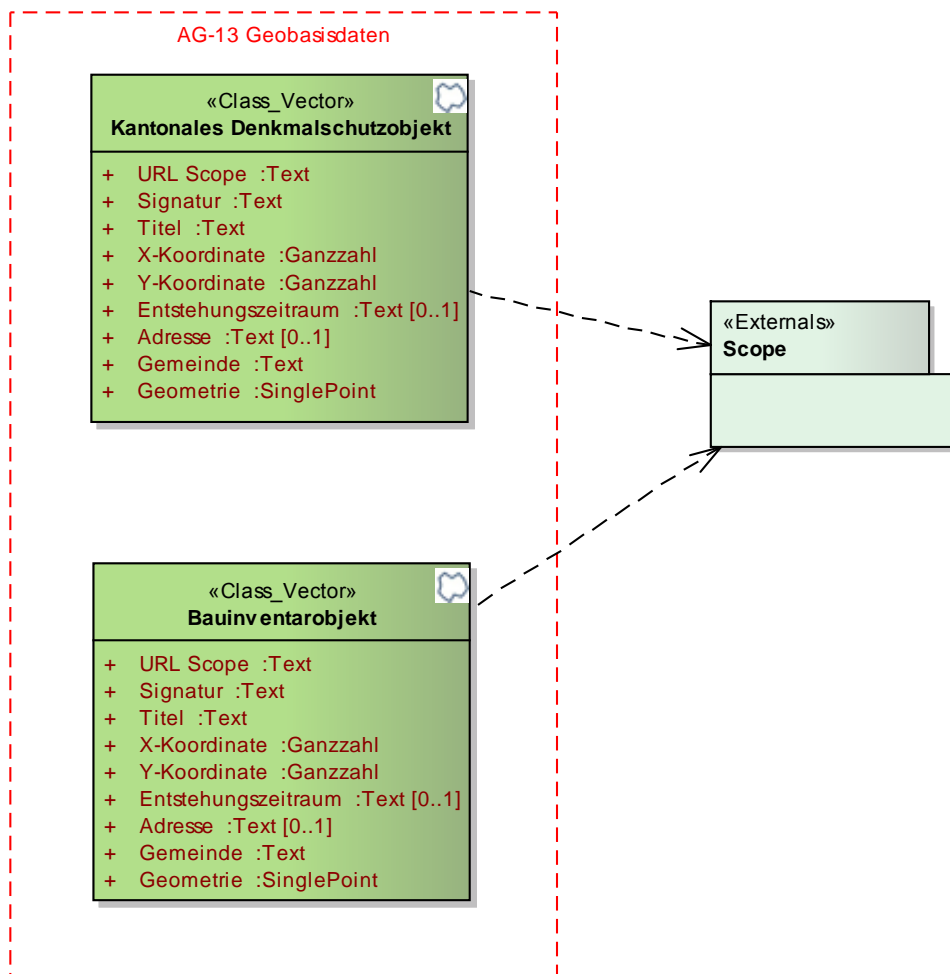 AG-13 Geobasisdaten
«Class_Vector»
Kantonales Denkmalschutzobjekt
+ URL Scope :Text
+ Signatur :Text
+ Titel :Text
+ X-Koordinate :Ganzzahl
+ Y-Koordinate :Ganzzahl
+ Entstehungszeitraum :Text [0..1]
+ Adresse :Text [0..1]
+ Gemeinde :Text
+ Geometrie :SinglePoint
«Externals»
Scope
«Class_Vector»
Bauinventarobjekt
+ URL Scope :Text
+ Signatur :Text
+ Titel :Text
+ X-Koordinate :Ganzzahl
+ Y-Koordinate :Ganzzahl
+ Entstehungszeitraum :Text [0..1]
+ Adresse :Text [0..1]
+ Gemeinde :Text
+ Geometrie :SinglePoint